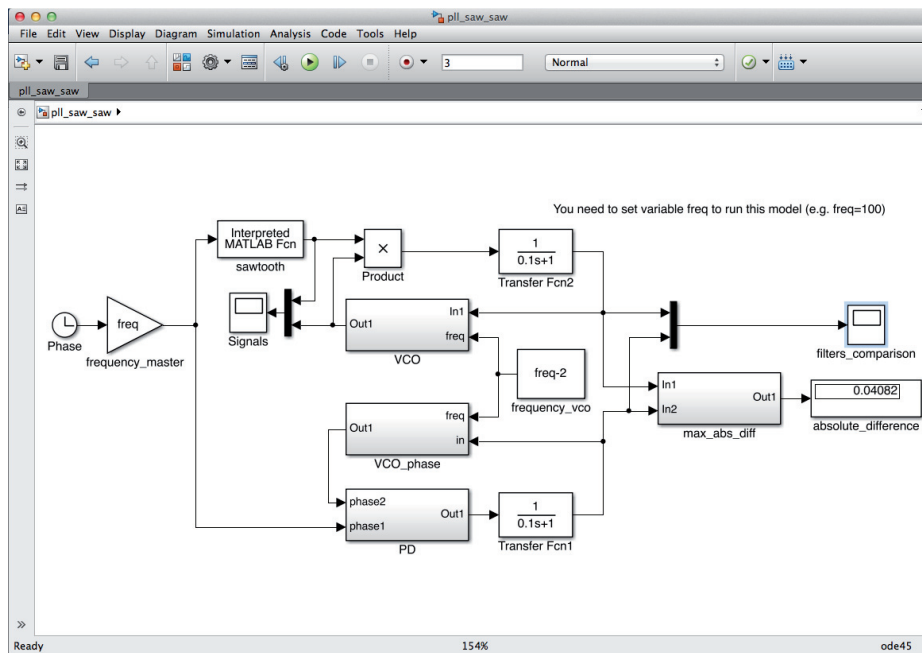 pll_saw_saw
File Edit View Display Diagram Simulation Analysis Code Tools Help
3
Normal
pll_saw_saw
pll_saw_saw
You need to set variable freq to run this model (e.g. freq=100)
Interpreted
MATLAB Fcn
sawtooth
×
Product
1
0.1s+1
Transfer Fcn2
Phase
freq
frequency_master
Signals
Out1
In1
freq
VCO
freq-2
frequency_vco
filters_comparison
In1
In2
Out1
max_abs_diff
0.04082
absolute_difference
Out1
freq
in
VCO_phase
phase2
phase1
Out1
PD
1
0.1s+1
Transfer Fcn1
Ready
154%
ode45